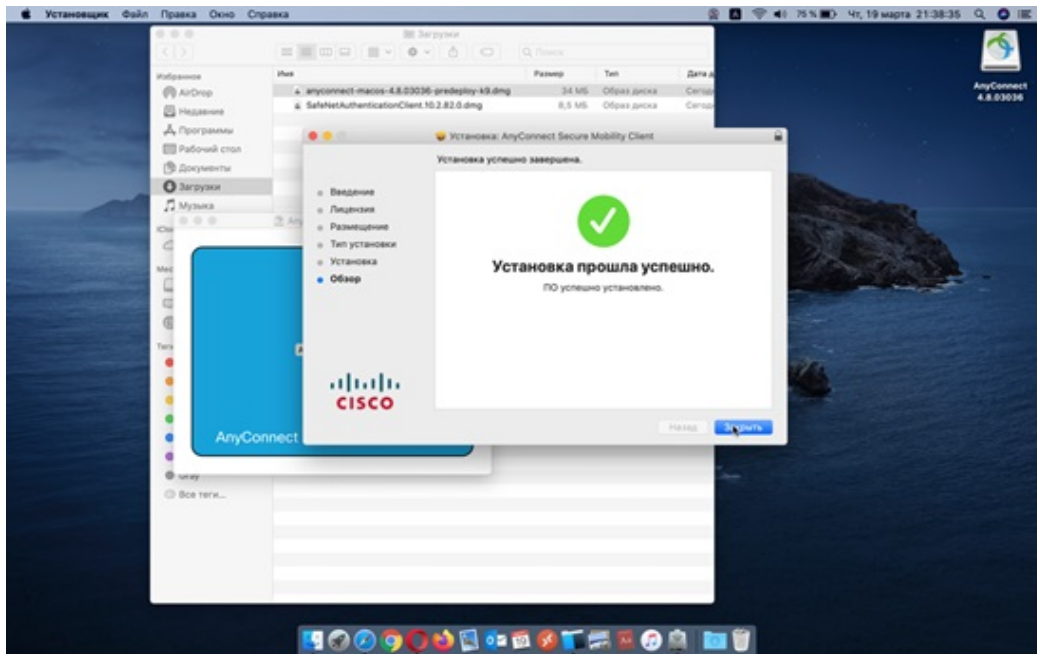 Установщик Файл Правка Окно Справка
75 % Чт, 19 марта 21:38:35
Загрузки
Поиск
Избранное
AirDrop
Недавние
Программы
Рабочий стол
Документы
Загрузки
Музыка
Теги
Gray
Все теги...
Имя Размер Тип
anyconnect-macos-4.8.03036-predeploy-k9.dmg 34 МБ Образ диска
SafeNetAuthenticationClient.10.2.82.0.dmg 8,5 МБ Образ диска
AnyConnect
4.8.03036
AnyConnect
Установка: AnyConnect Secure Mobility Client
Установка успешно завершена.
Введение
Лицензия
Размещение
Тип установки
Установка
Обзор
Установка прошла успешно.
ПО успешно установлено.
CISCO
Назад Закрыть